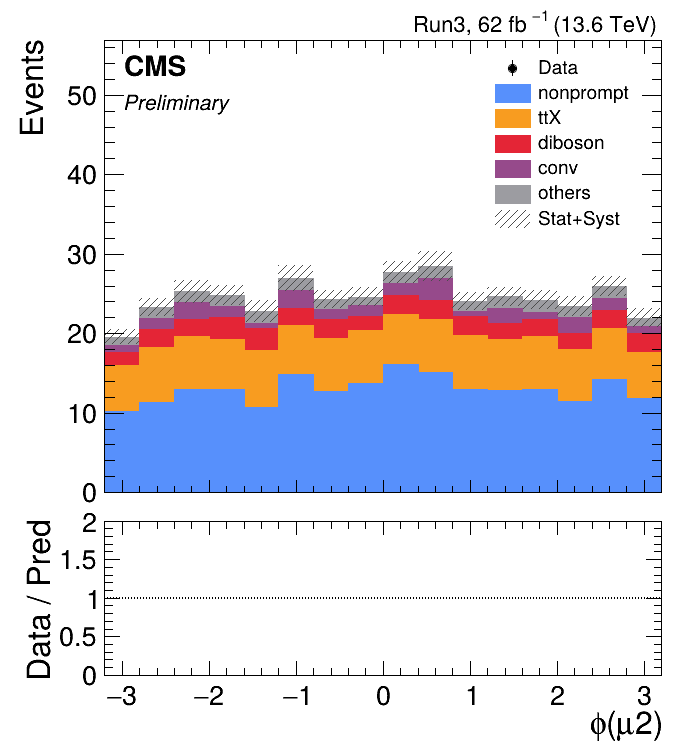 Run3, 62 fb⁻¹ (13.6 TeV)
CMS
Preliminary
Events
Data
nonprompt
ttX
diboson
conv
others
Stat+Syst
50
40
30
20
10
0
Data / Pred
2
1.5
1
0.5
0
−3 −2 −1 0 1 2 3
ϕ(μ2)